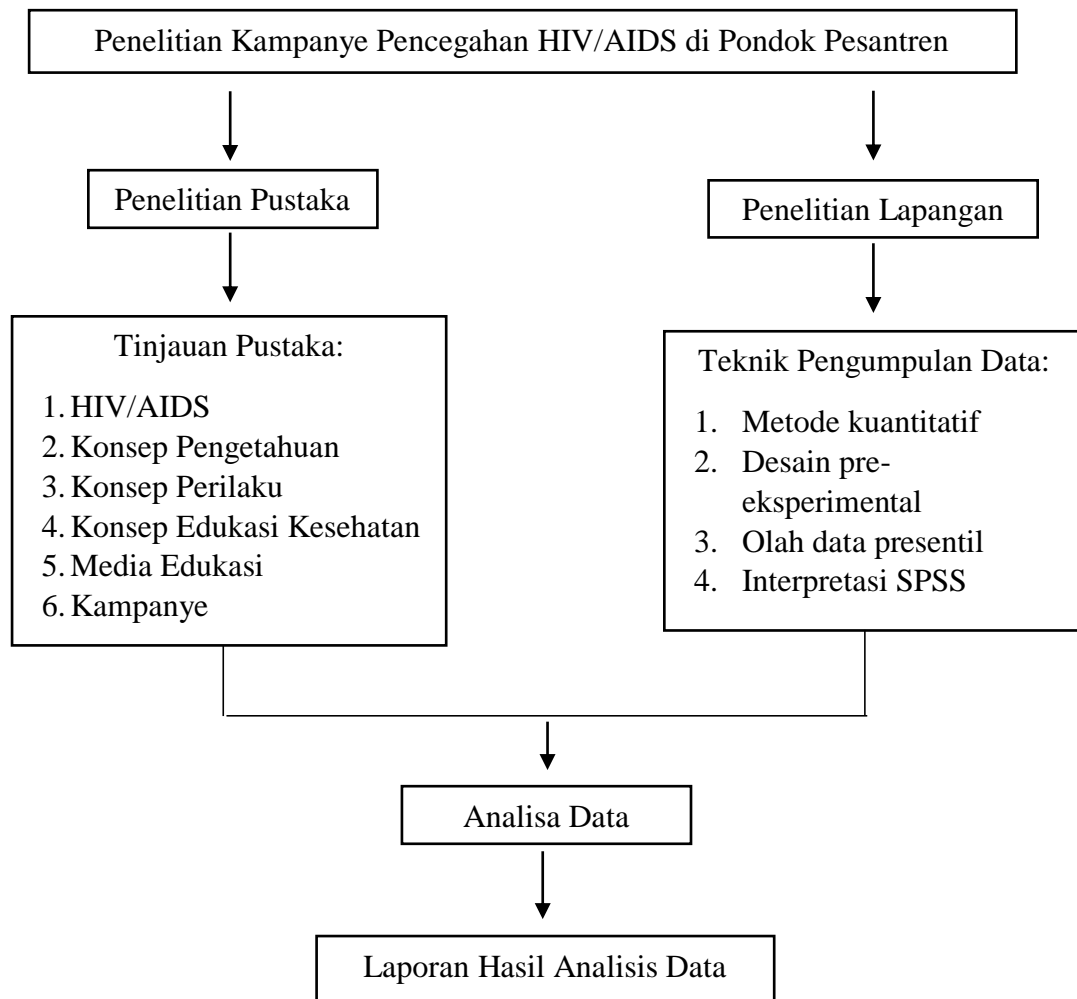 Penelitian Kampanye Pencegahan HIV/AIDS di Pondok Pesantren
Penelitian Pustaka
Penelitian Lapangan
Tinjauan Pustaka:
1. HIV/AIDS
2. Konsep Pengetahuan
3. Konsep Perilaku
4. Konsep Edukasi Kesehatan
5. Media Edukasi
6. Kampanye
Teknik Pengumpulan Data:
1. Metode kuantitatif
2. Desain pre-
eksperimental
3. Olah data presentil
4. Interpretasi SPSS
Analisa Data
Laporan Hasil Analisis Data